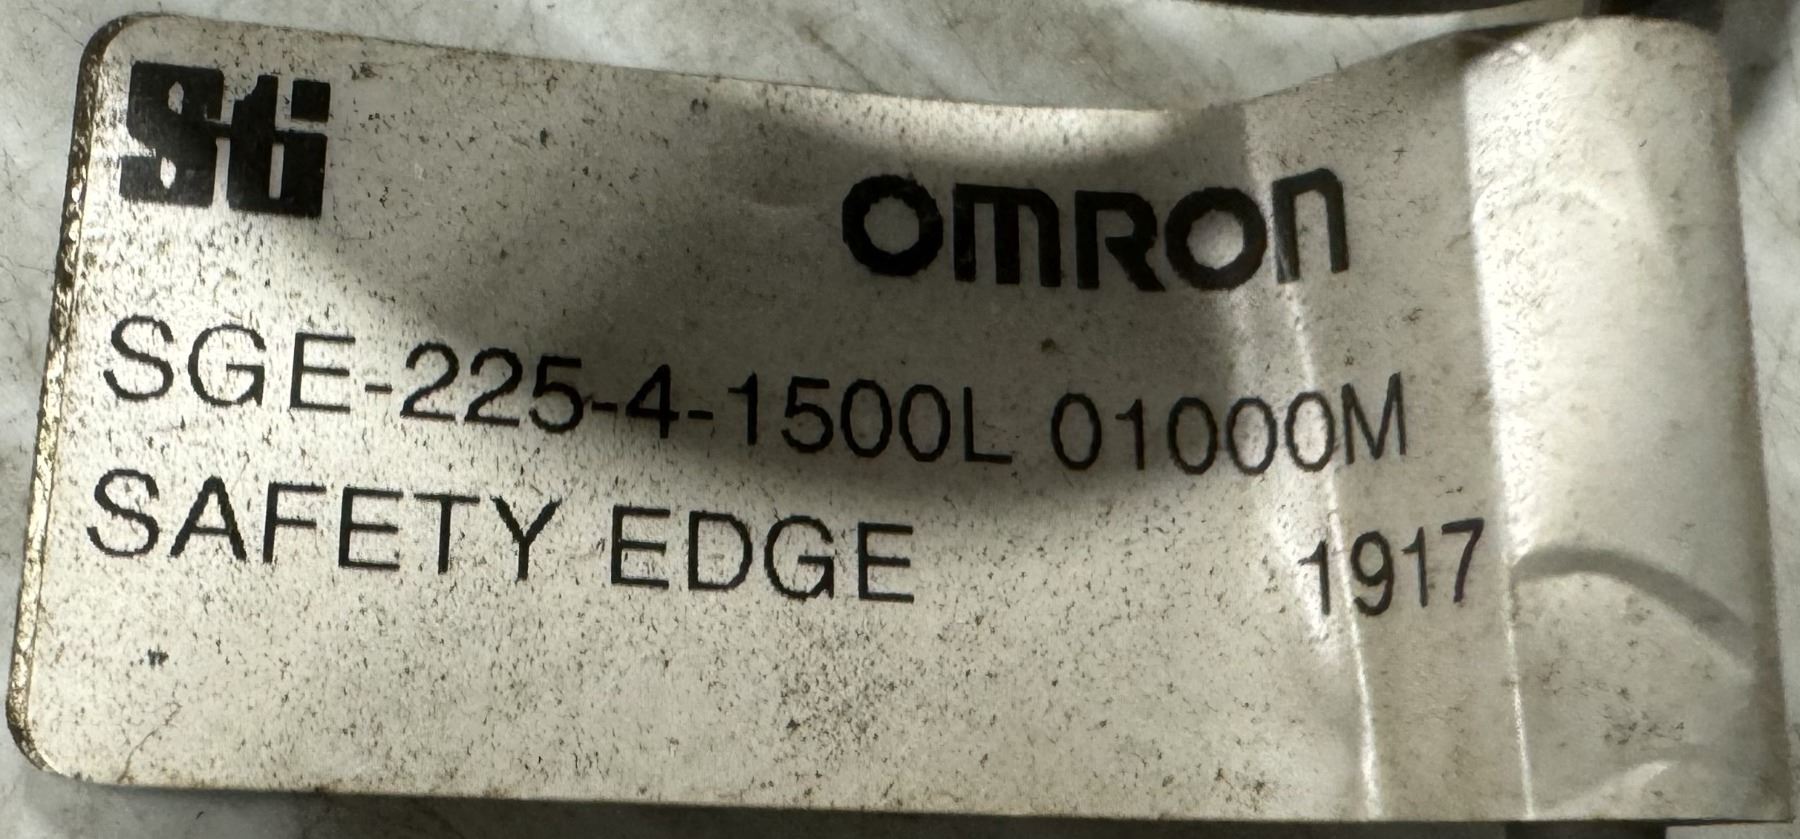 Sti
OMRON
SGE-225-4-1500L 01000M
SAFETY EDGE
1917